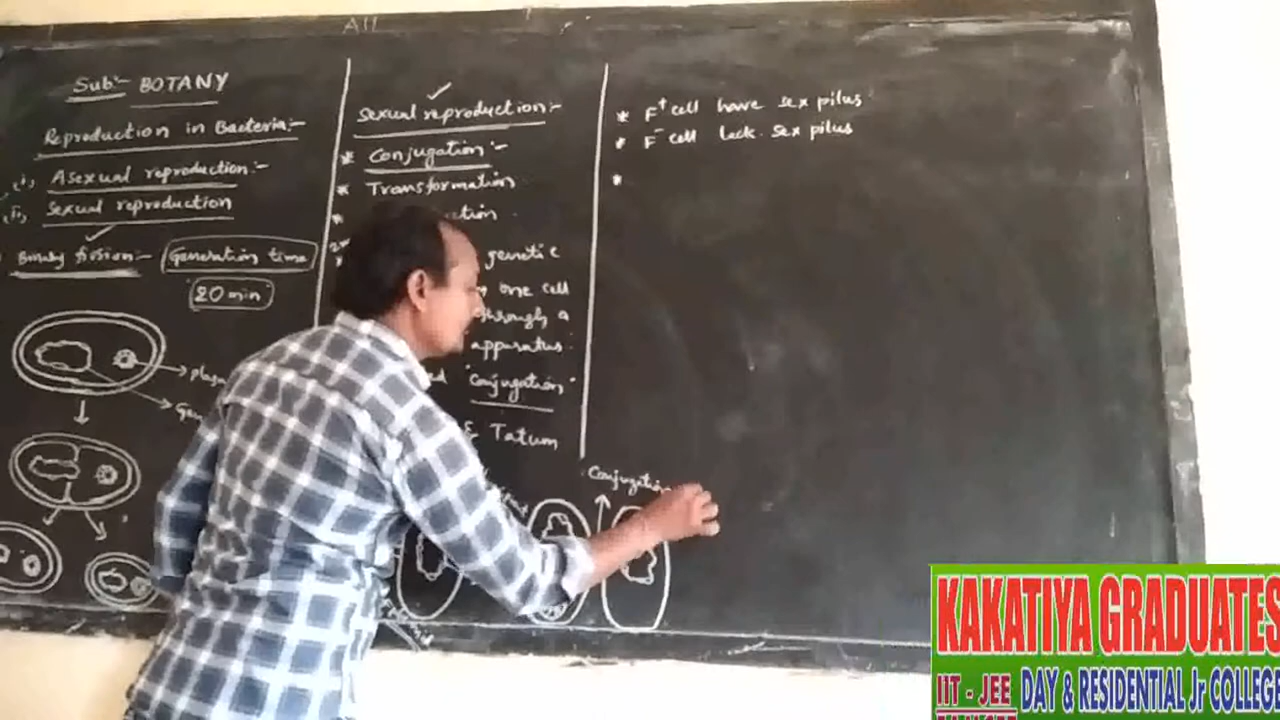 All
Sub:- BOTANY
Reproduction in Bacteria:-
Asexual reproduction:-
Sexual reproduction
Binary fission:- Generation time
20 min
→ plas
→ Gen
Sexual reproduction:-
* Conjugation:-
* Transformation
* ction
genetic
one cell
through a
apparatus
"Conjugation"
& Tatum
Conjugation
* F+ cell have sex pilus
* F- cell lack sex pilus
*
KAKATIYA GRADUATES
IIT - JEE DAY & RESIDENTIAL Jr COLLEGE